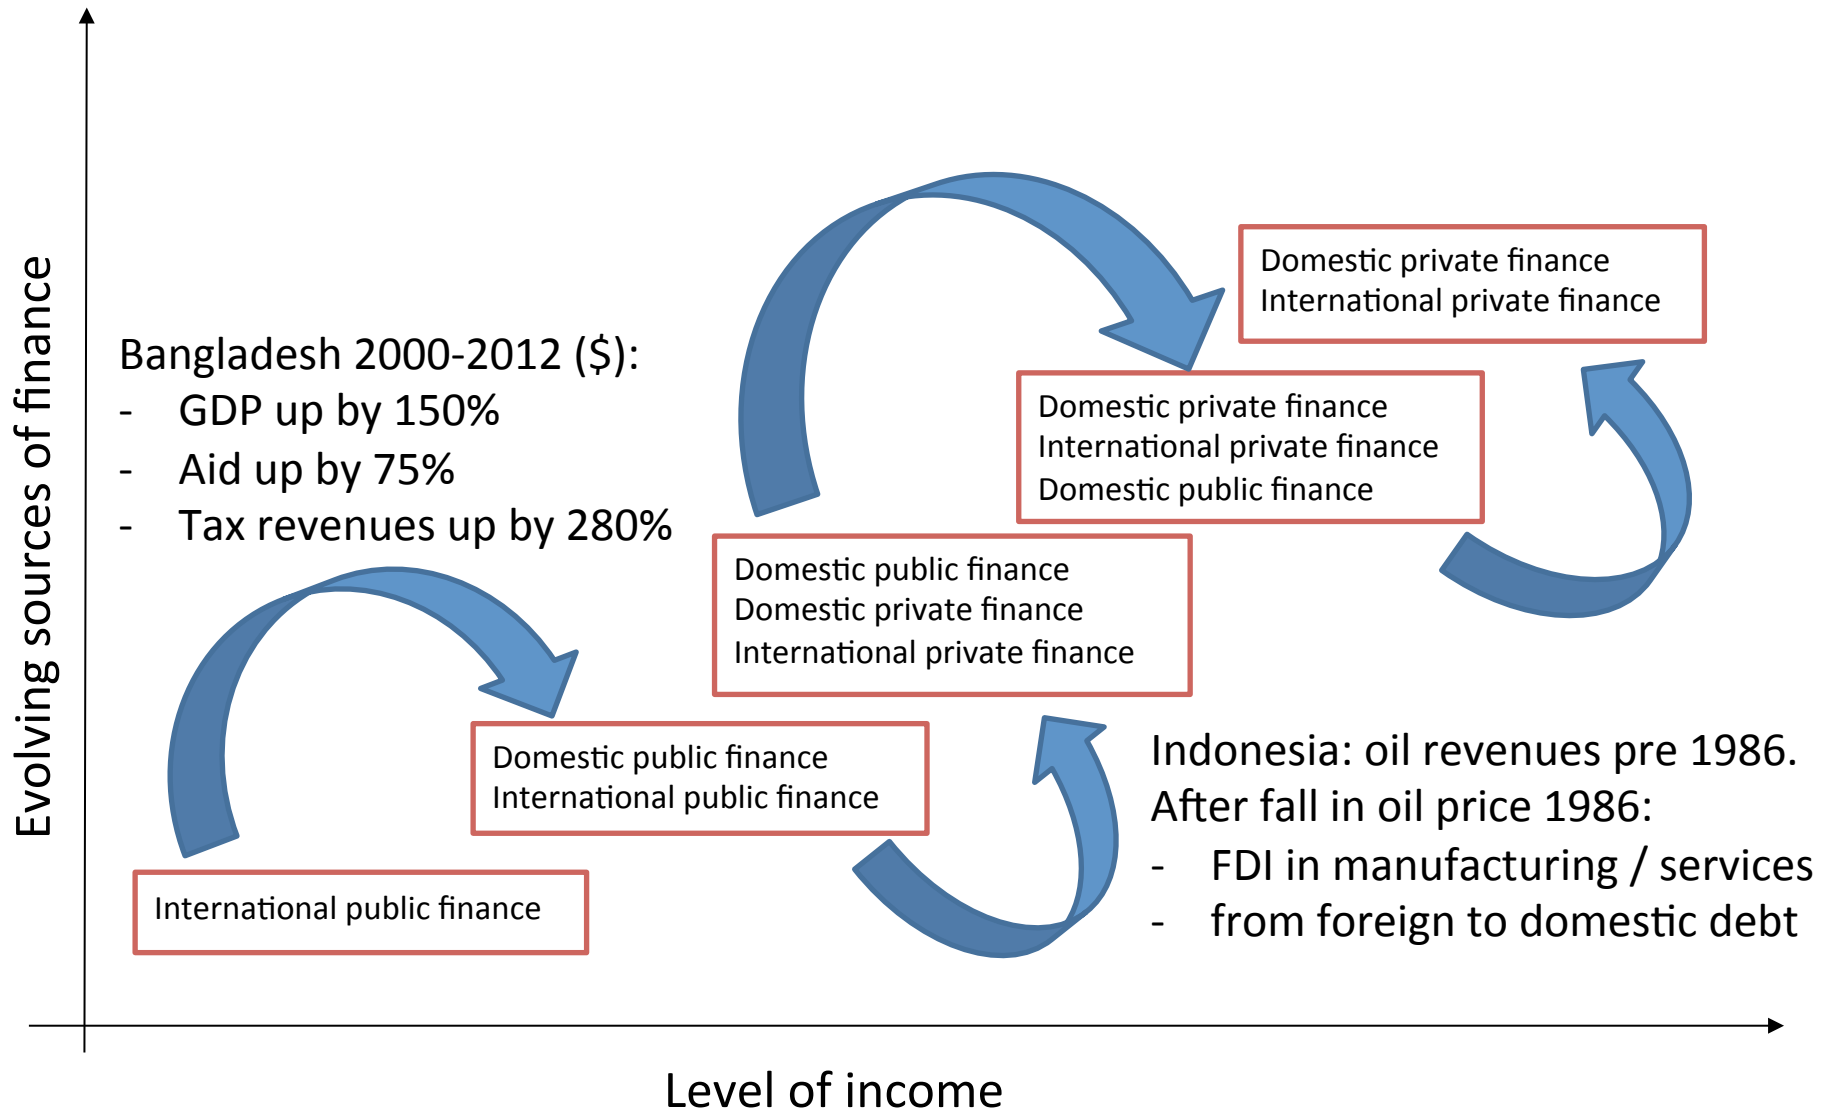 Evolving sources of finance
Bangladesh 2000-2012 ($):
- GDP up by 150%
- Aid up by 75%
- Tax revenues up by 280%
Domestic private finance
International private finance
Domestic private finance
International private finance
Domestic public finance
Domestic public finance
Domestic private finance
International private finance
Domestic public finance
International public finance
International public finance
Indonesia: oil revenues pre 1986.
After fall in oil price 1986:
- FDI in manufacturing / services
- from foreign to domestic debt
Level of income